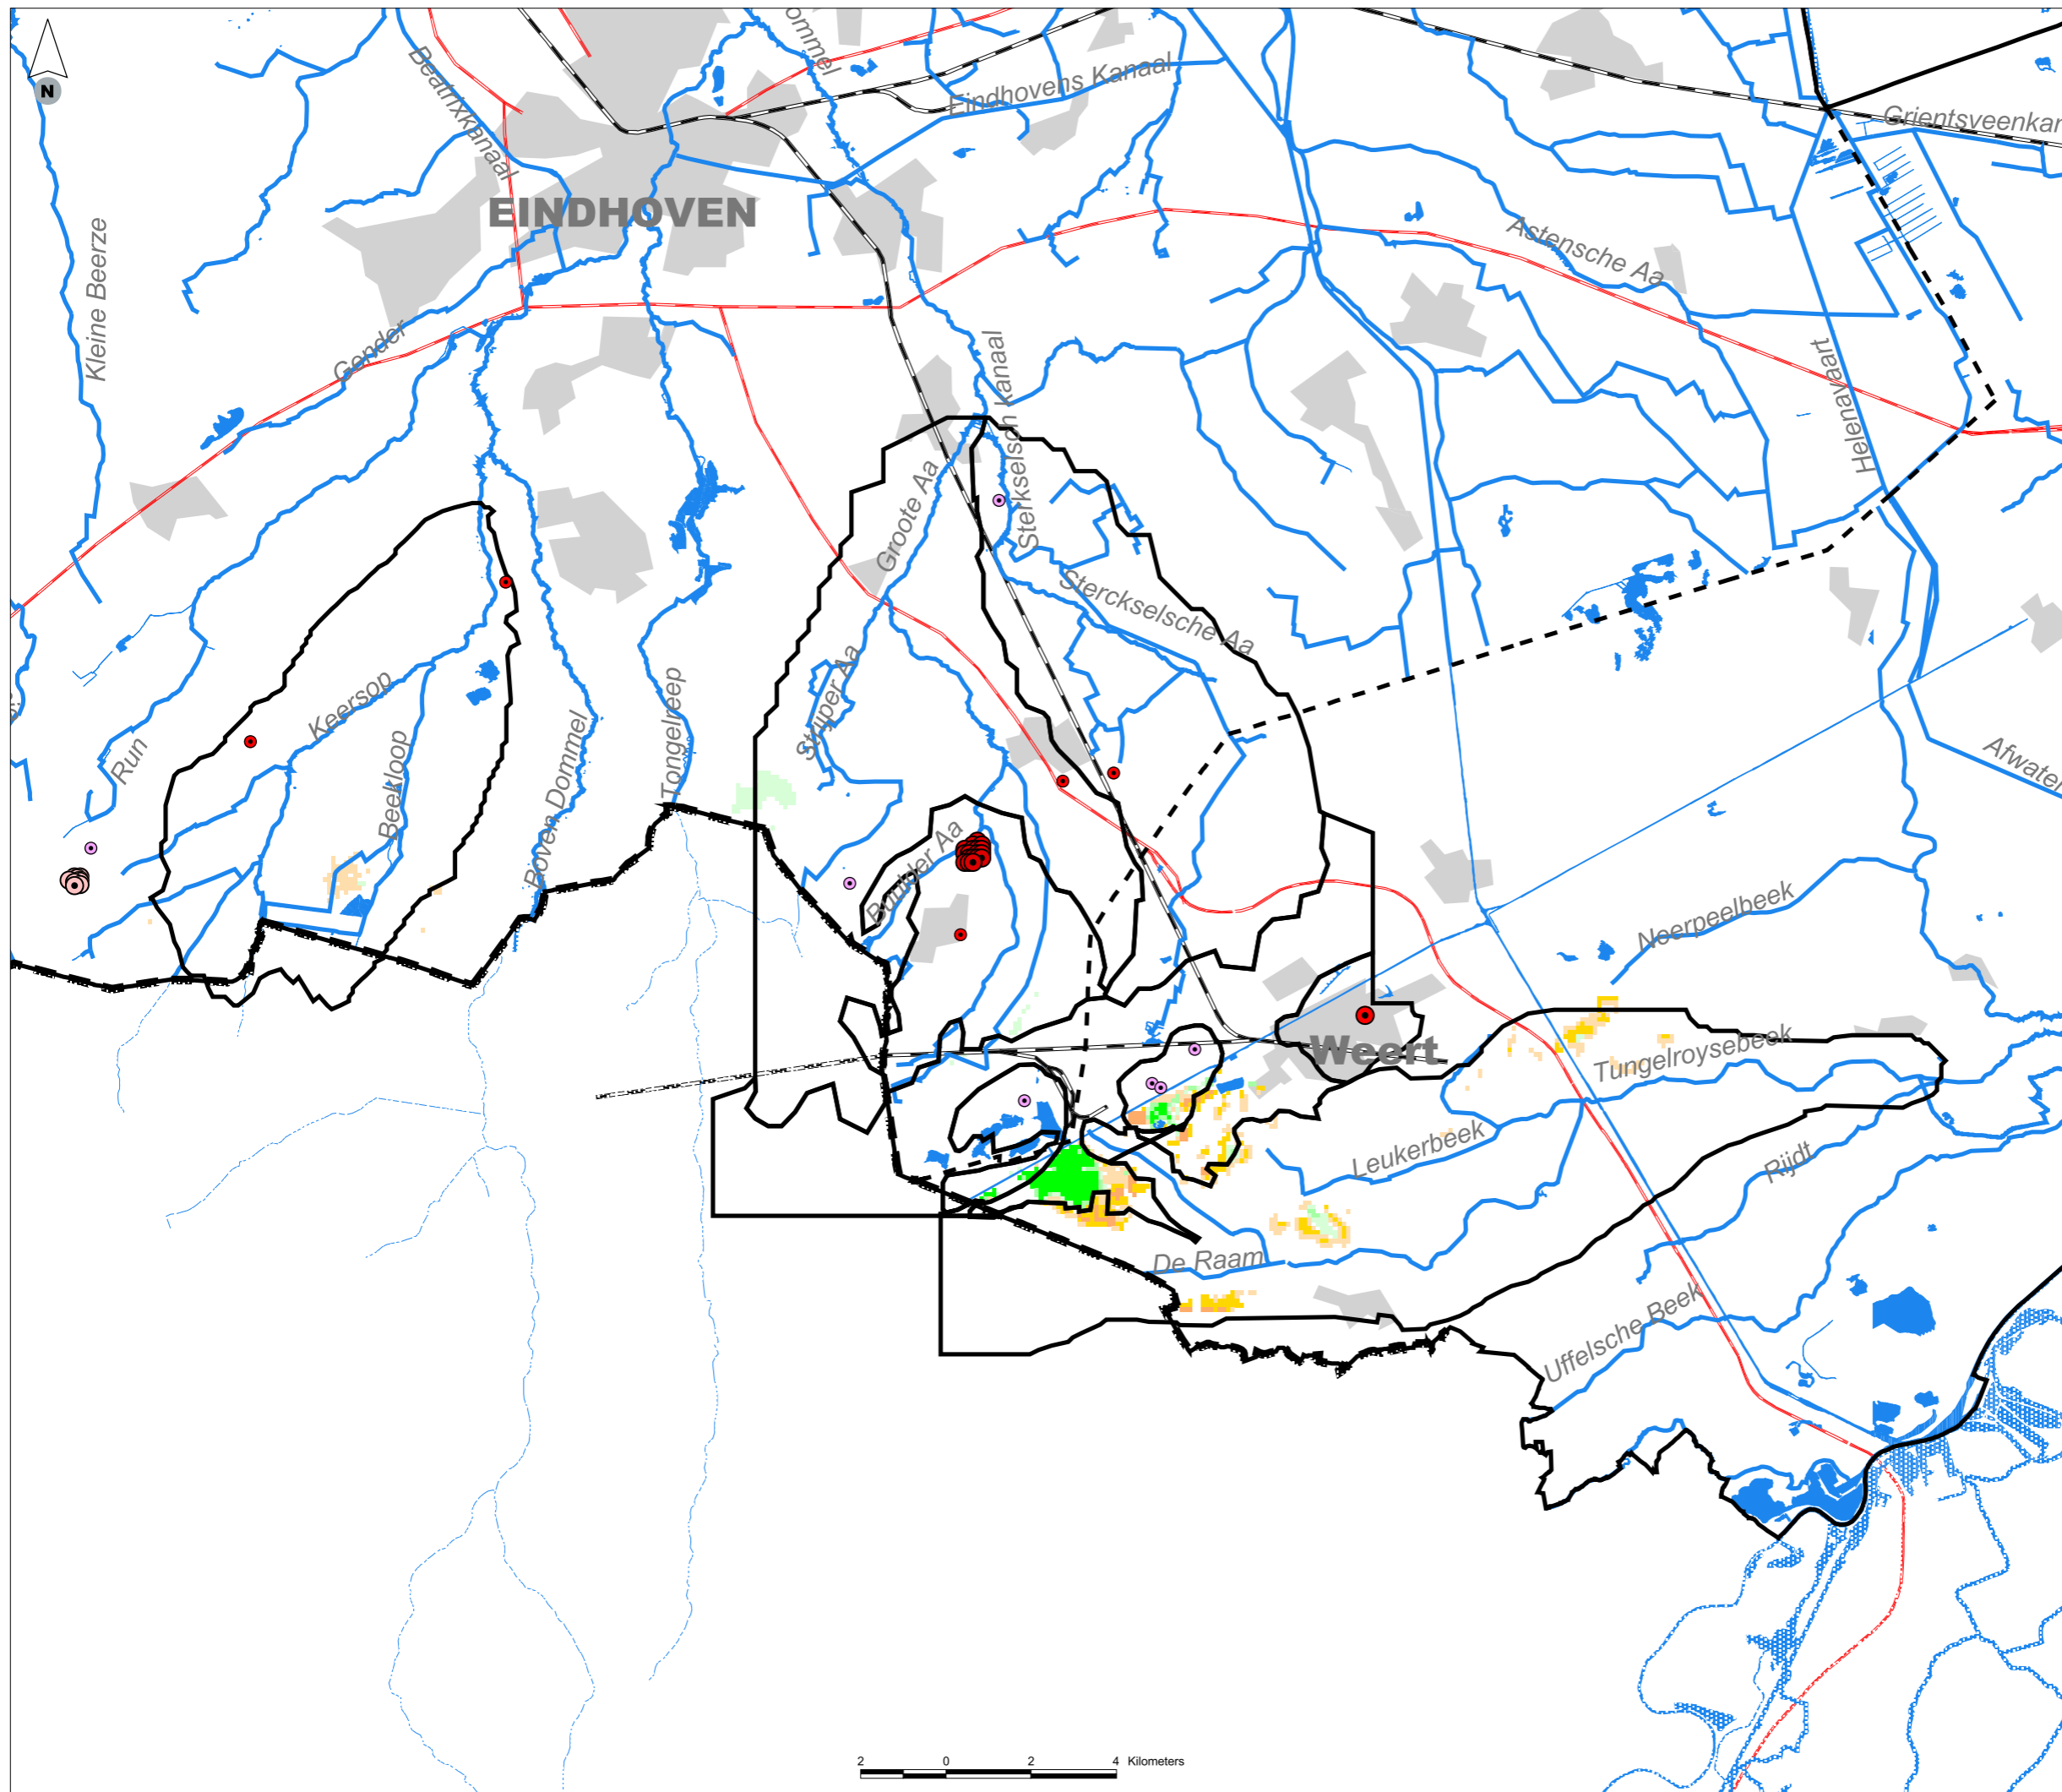 N
Beatrixkanaal
ommel
Eindhovens Kanaal
Grientsveenkan
EINDHOVEN
Kleine Beerze
Astensche Aa
Gender
Helenavaart
Sterkselsch Kanaal
Groote Aa
Sterckselsche Aa
Strijper Aa
Keersop
Run
Beekloop
Boven Dommel
Tongelreep
Afwater
Buulder Aa
Noerpeelbeek
Weert
Tungelroysebeek
Leukerbeek
Rijdt
De Raam
Uffelsche Beek
2 0 2 4 Kilometers